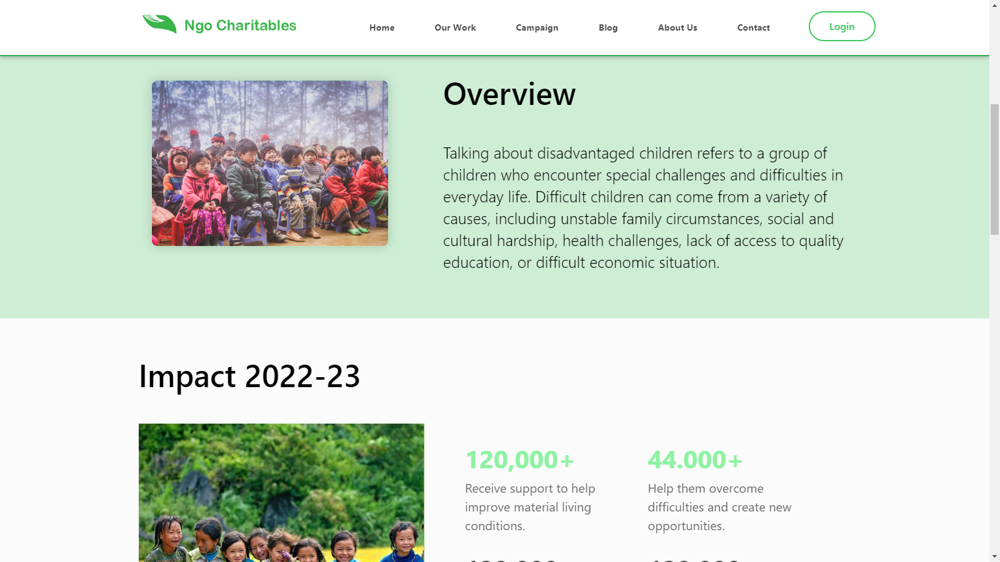 Ngo Charitables
Home
Our Work
Campaign
Blog
About Us
Contact
Login
Overview
Talking about disadvantaged children refers to a group of
children who encounter special challenges and difficulties in
everyday life. Difficult children can come from a variety of
causes, including unstable family circumstances, social and
cultural hardship, health challenges, lack of access to quality
education, or difficult economic situation.
Impact 2022-23
120,000+
Receive support to help
improve material living
conditions.
44.000+
Help them overcome
difficulties and create new
opportunities.